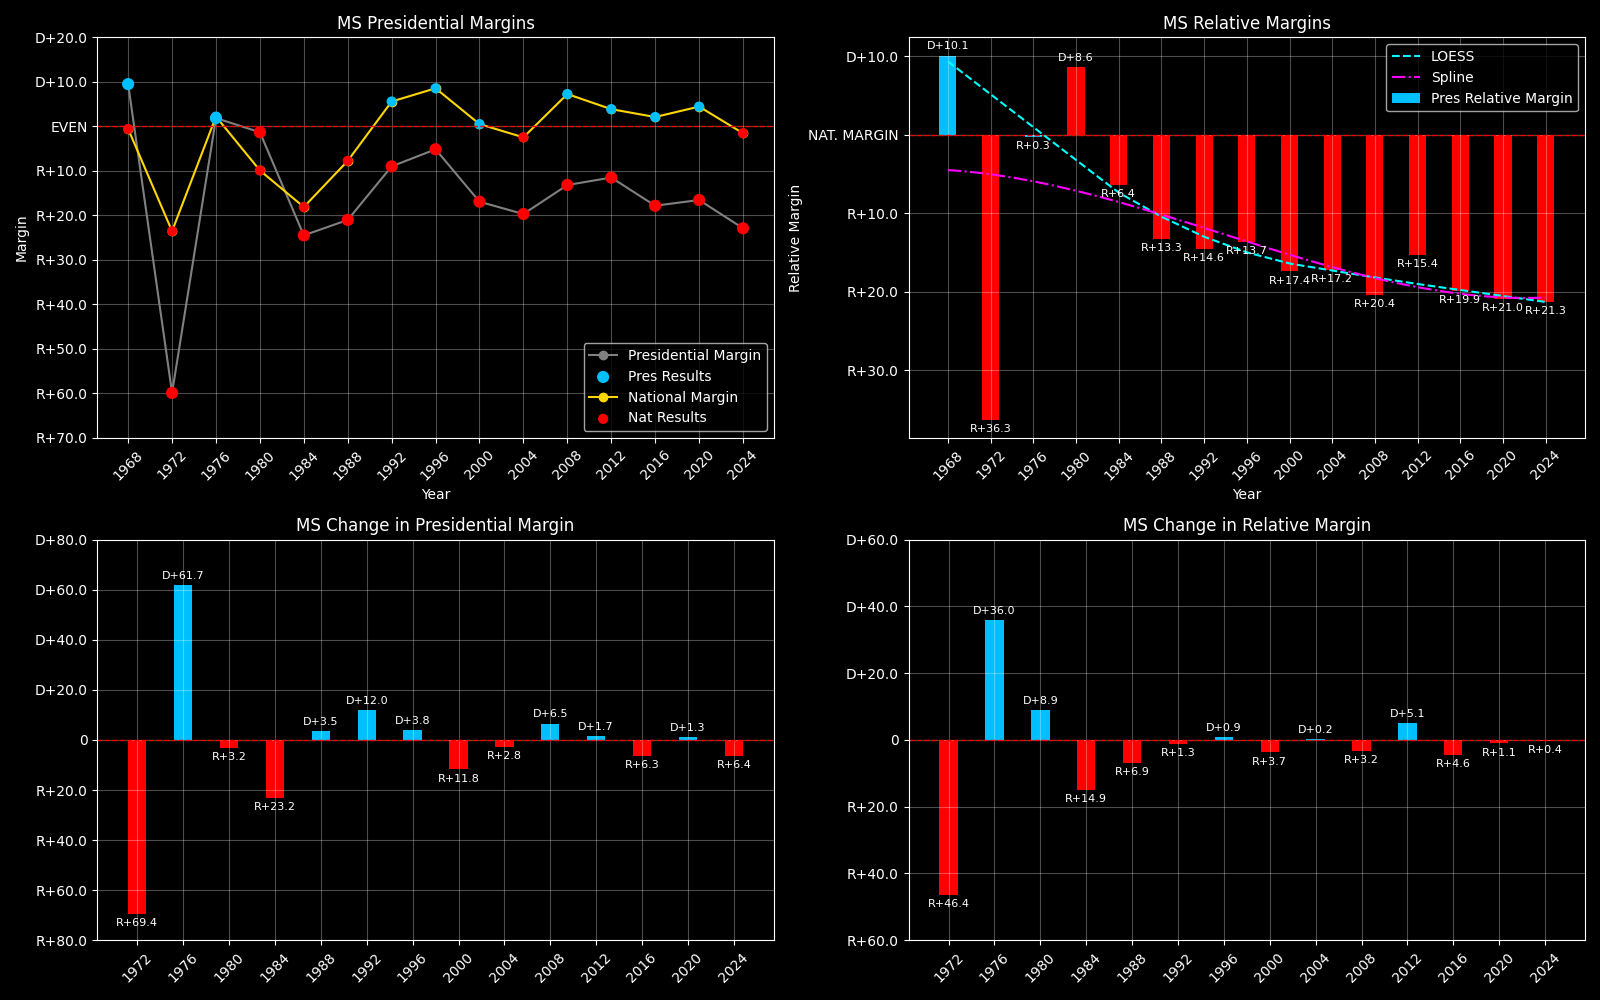 MS Presidential Margins
D+20.0
D+10.0
EVEN
R+10.0
R+20.0
R+30.0
R+40.0
R+50.0
R+60.0
R+70.0
Margin
Presidential Margin
Pres Results
National Margin
Nat Results
1968 1972 1976 1980 1984 1988 1992 1996 2000 2004 2008 2012 2016 2020 2024
Year
MS Relative Margins
D+10.0
NAT. MARGIN
R+10.0
R+20.0
R+30.0
Relative Margin
LOESS
Spline
Pres Relative Margin
D+10.1
R+36.3
R+0.3
D+8.6
R+6.4
R+13.3
R+14.6
R+13.7
R+17.4
R+17.2
R+20.4
R+15.4
R+19.9
R+21.0
R+21.3
1968 1972 1976 1980 1984 1988 1992 1996 2000 2004 2008 2012 2016 2020 2024
Year
MS Change in Presidential Margin
D+80.0
D+60.0
D+40.0
D+20.0
0
R+20.0
R+40.0
R+60.0
R+80.0
R+69.4
D+61.7
R+3.2
R+23.2
D+3.5
D+12.0
D+3.8
R+11.8
R+2.8
D+6.5
D+1.7
R+6.3
D+1.3
R+6.4
1972 1976 1980 1984 1988 1992 1996 2000 2004 2008 2012 2016 2020 2024
MS Change in Relative Margin
D+60.0
D+40.0
D+20.0
0
R+20.0
R+40.0
R+60.0
R+46.4
D+36.0
D+8.9
R+14.9
R+6.9
R+1.3
D+0.9
R+3.7
D+0.2
R+3.2
D+5.1
R+4.6
R+1.1
R+0.4
1972 1976 1980 1984 1988 1992 1996 2000 2004 2008 2012 2016 2020 2024